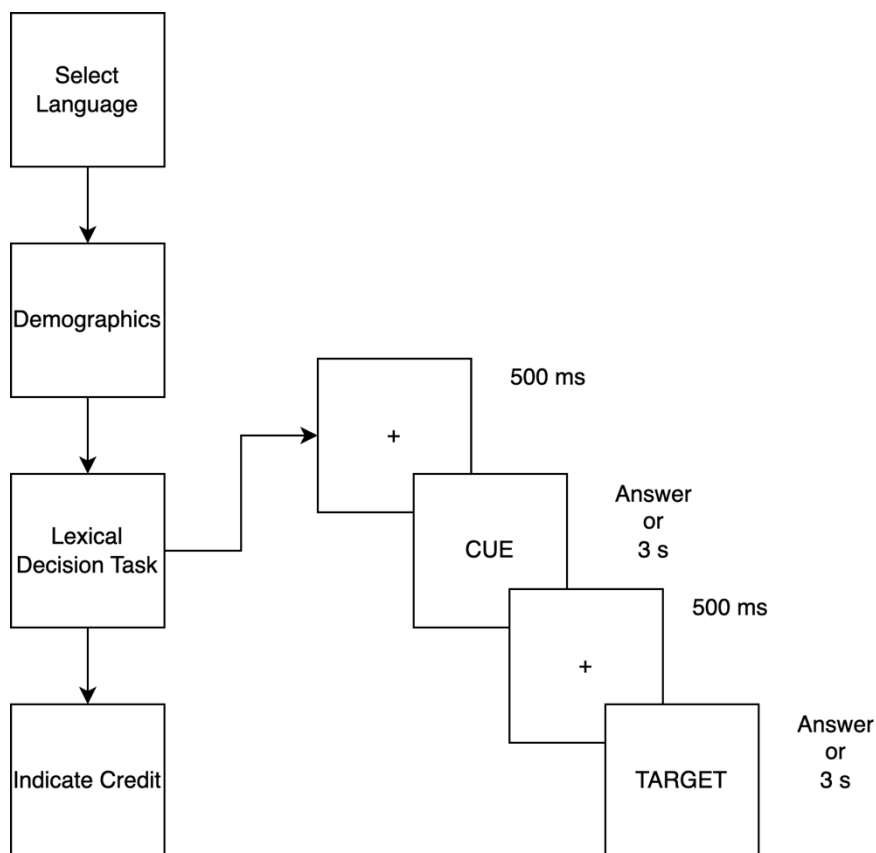 Select
Language
Demographics
Lexical
Decision Task
Indicate Credit
+
500 ms
CUE
Answer
or
3 s
+
500 ms
TARGET
Answer
or
3 s